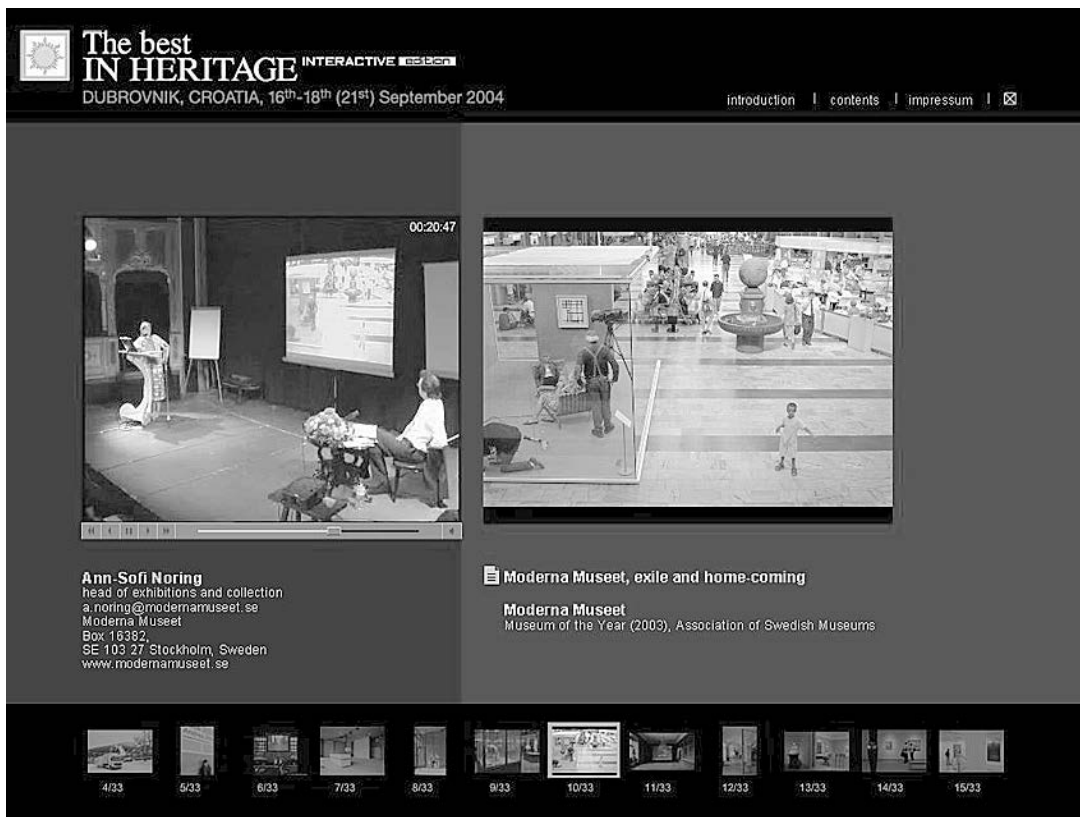 The best
IN HERITAGE INTERACTIVE edition
DUBROVNIK, CROATIA, 16th-18th (21st) September 2004
introduction | contents | impressum |
00:20:47
Ann-Sofi Noring
head of exhibitions and collection
a.noring@modernamuseet.se
Moderna Museet
Box 16382,
SE 103 27 Stockholm, Sweden
www.modernamuseet.se
Moderna Museet, exile and home-coming
Moderna Museet
Museum of the Year (2003), Association of Swedish Museums
4/33 5/33 6/33 7/33 8/33 9/33 10/33 11/33 12/33 13/33 14/33 15/33